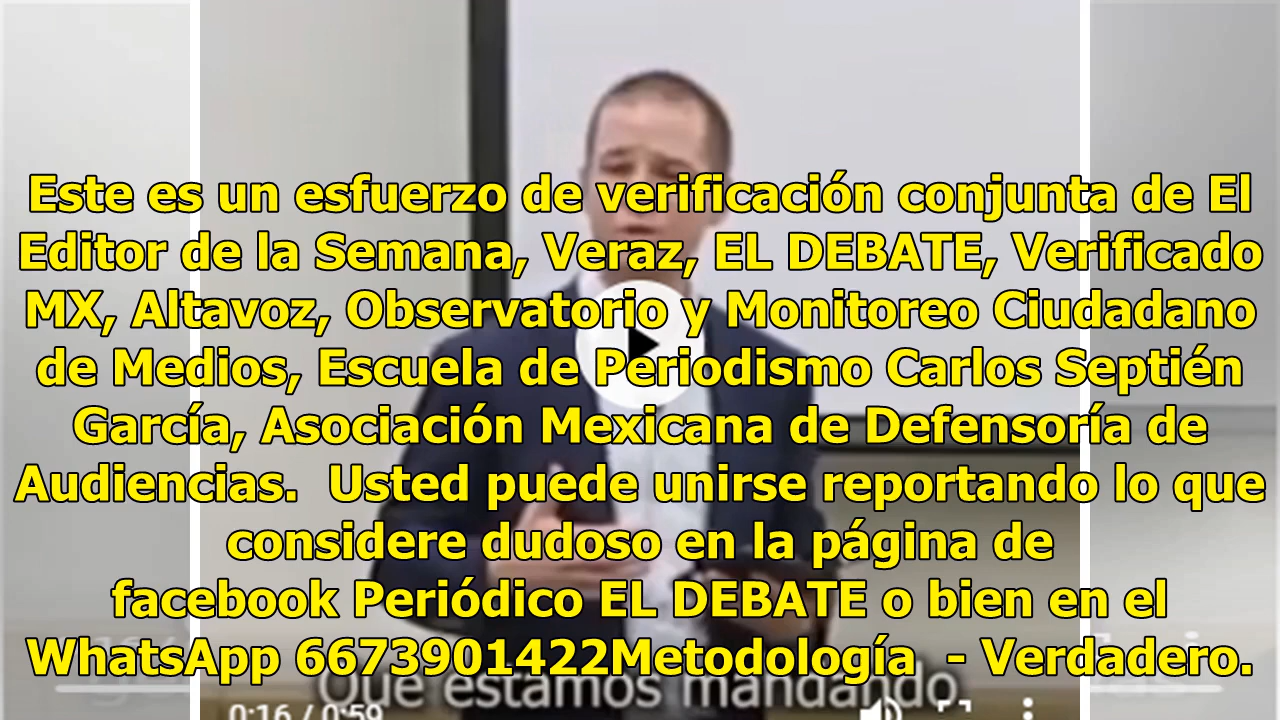 Este es un esfuerzo de verificación conjunta de El
Editor de la Semana, Veraz, EL DEBATE, Verificado
MX, Altavoz, Observatorio y Monitoreo Ciudadano
de Medios, Escuela de Periodismo Carlos Septién
García, Asociación Mexicana de Defensoría de
Audiencias.  Usted puede unirse reportando lo que
considere dudoso en la página de
facebook Periódico EL DEBATE o bien en el
WhatsApp 6673901422Metodología  - Verdadero.
Que estamos mandando
0:16 / 0:59